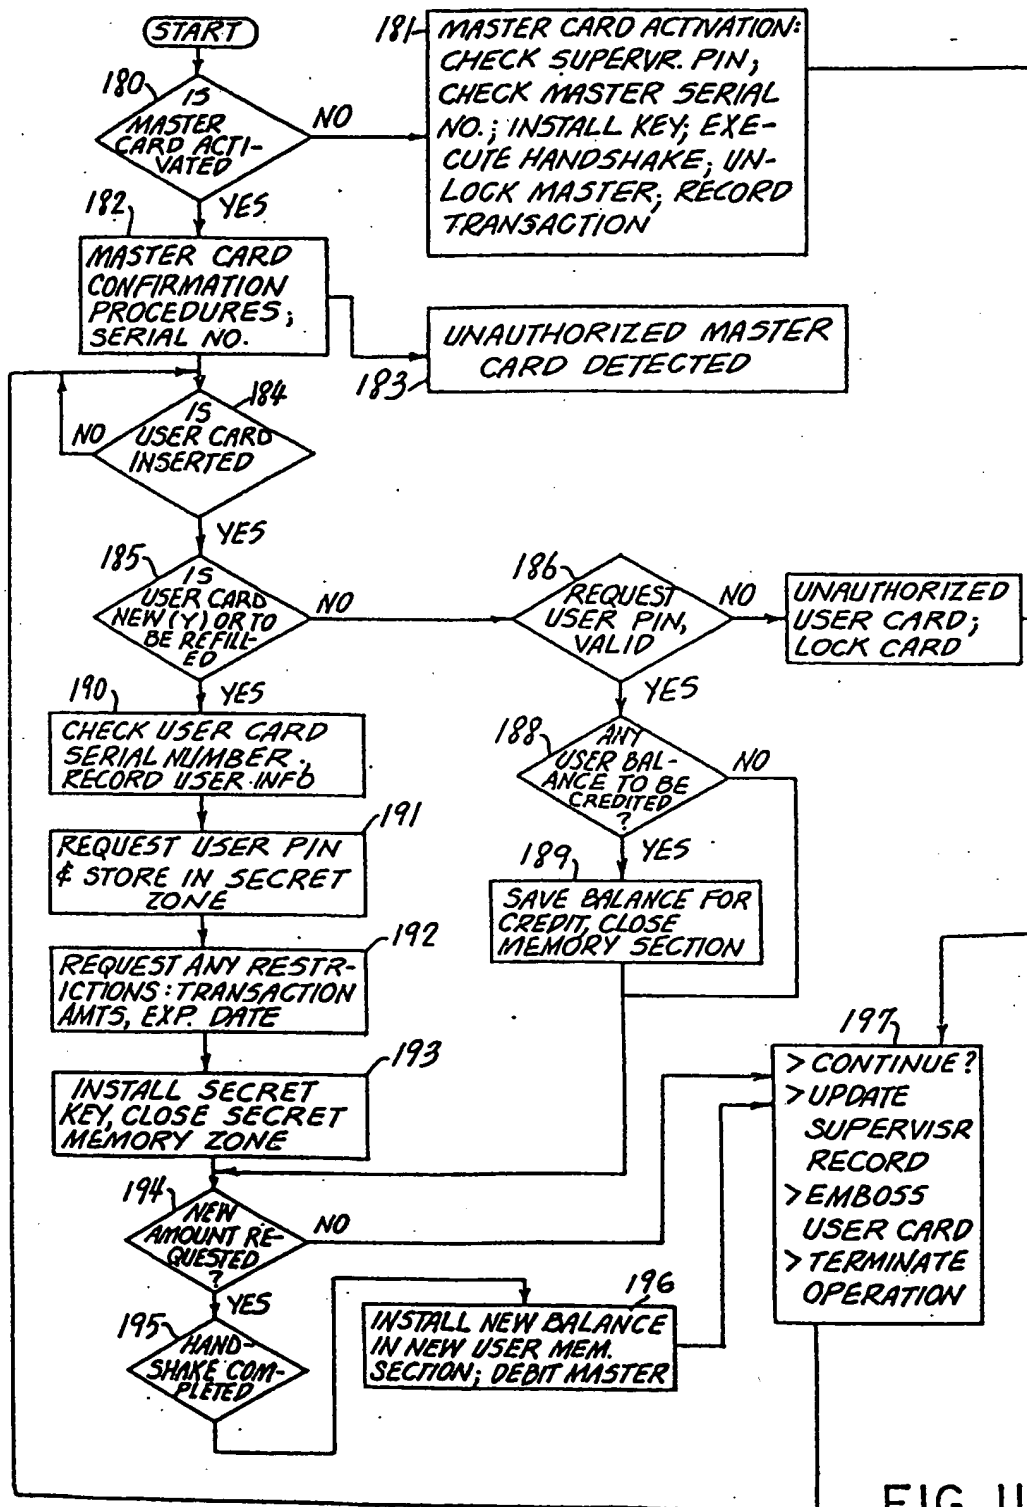 START
180
IS
MASTER
CARD ACTI-
VATED
NO
YES
181
MASTER CARD ACTIVATION:
CHECK SUPERVR. PIN;
CHECK MASTER SERIAL
NO.; INSTALL KEY; EXE-
CUTE HANDSHAKE; UN-
LOCK MASTER; RECORD
TRANSACTION
182
MASTER CARD
CONFIRMATION
PROCEDURES;
SERIAL NO.
UNAUTHORIZED MASTER
CARD DETECTED
183
184
IS
USER CARD
INSERTED
NO
YES
185
IS
USER CARD
NEW (Y) OR TO
BE REFILL-
ED
NO
YES
186
REQUEST
USER PIN,
VALID
NO
YES
UNAUTHORIZED
USER CARD;
LOCK CARD
188
ANY
USER BAL-
ANCE TO BE
CREDITED
?
NO
YES
189
SAVE BALANCE FOR
CREDIT, CLOSE
MEMORY SECTION
190
CHECK USER CARD
SERIAL NUMBER,
RECORD USER INFO
191
REQUEST USER PIN
& STORE IN SECRET
ZONE
192
REQUEST ANY RESTR-
ICTIONS: TRANSACTION
AMTS, EXP. DATE
193
INSTALL SECRET
KEY, CLOSE SECRET
MEMORY ZONE
194
NEW
AMOUNT RE-
QUESTED
?
NO
YES
195
HAND-
SHAKE COM-
PLETED
196
INSTALL NEW BALANCE
IN NEW USER MEM.
SECTION; DEBIT MASTER
197
> CONTINUE?
> UPDATE
SUPERVISR
RECORD
> EMBOSS
USER CARD
> TERMINATE
OPERATION
FIG. 11